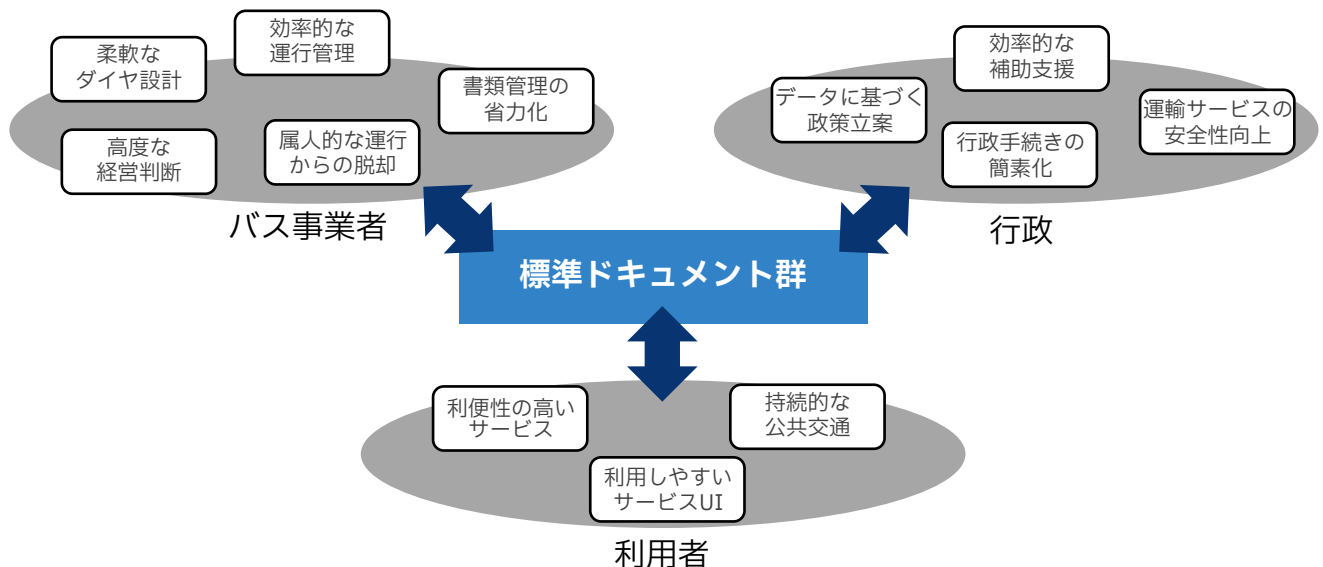 柔軟な
ダイヤ設計
効率的な
運行管理
書類管理の
省力化
高度な
経営判断
属人的な運行
からの脱却
バス事業者
効率的な
補助支援
データに基づく
政策立案
運輸サービスの
安全性向上
行政手続きの
簡素化
行政
標準ドキュメント群
利便性の高い
サービス
持続的な
公共交通
利用しやすい
サービスUI
利用者